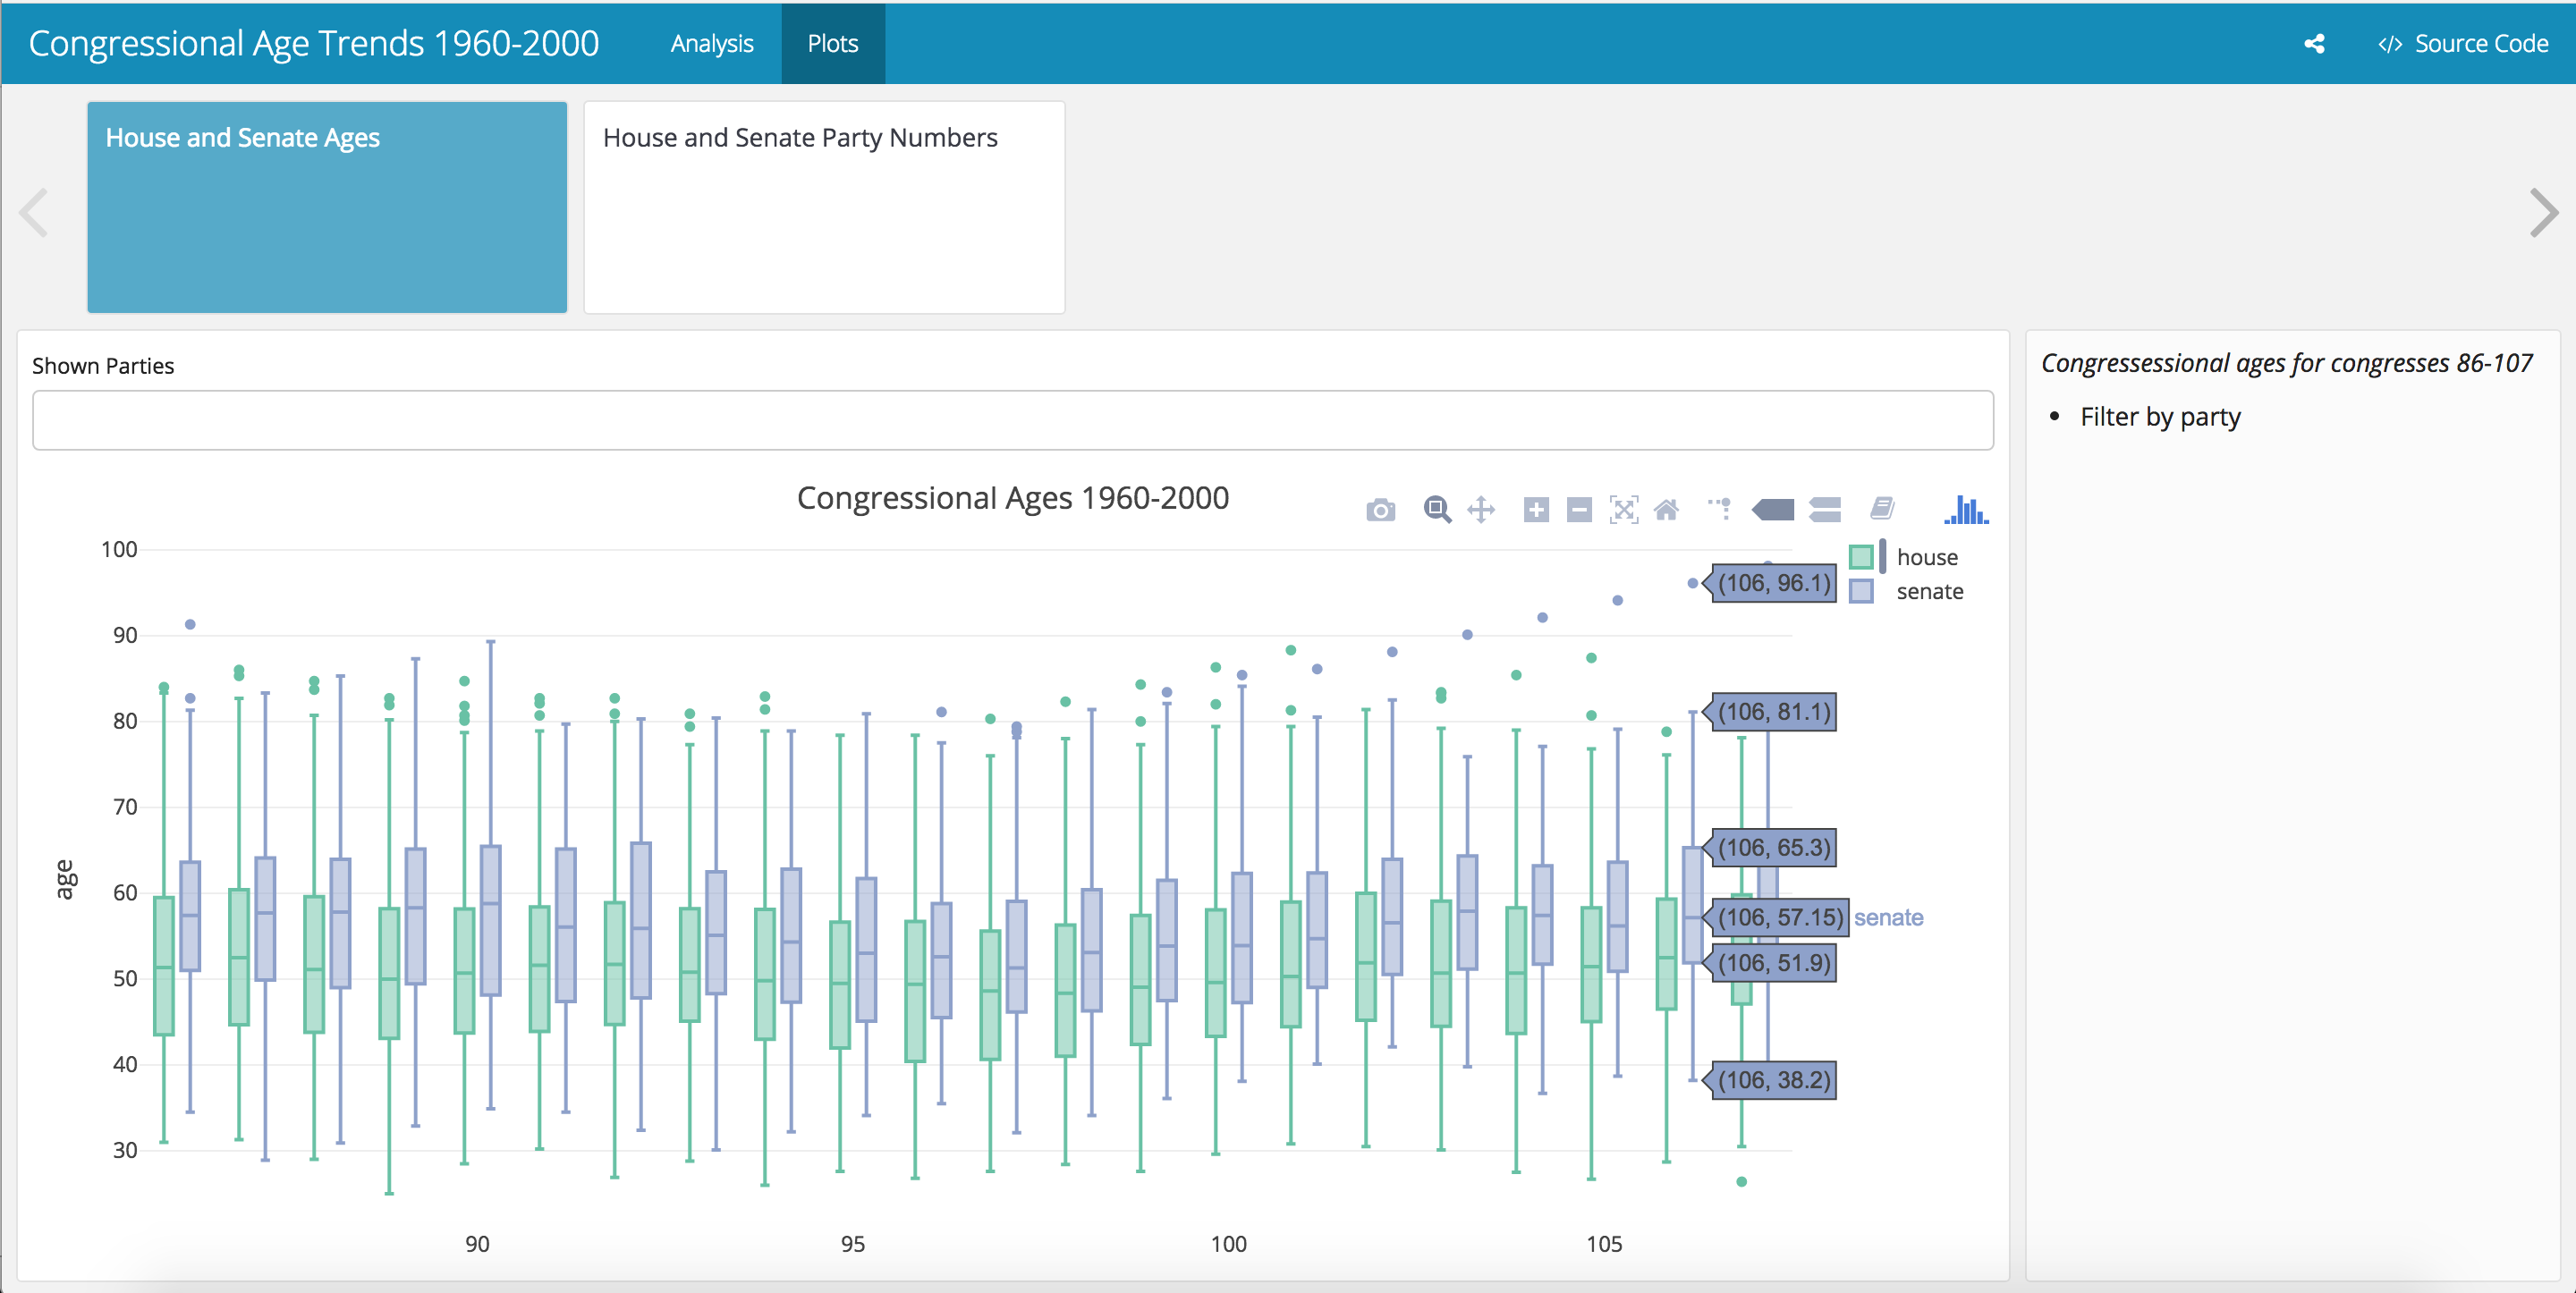 Congressional Age Trends 1960-2000
Analysis
Plots
</> Source Code
House and Senate Ages
House and Senate Party Numbers
Shown Parties
Congressessional ages for congresses 86-107
• Filter by party
Congressional Ages 1960-2000
house
senate
100
90
80
70
60
50
40
30
age
(106, 96.1)
(106, 81.1)
(106, 65.3)
(106, 57.15) senate
(106, 51.9)
(106, 38.2)
90
95
100
105